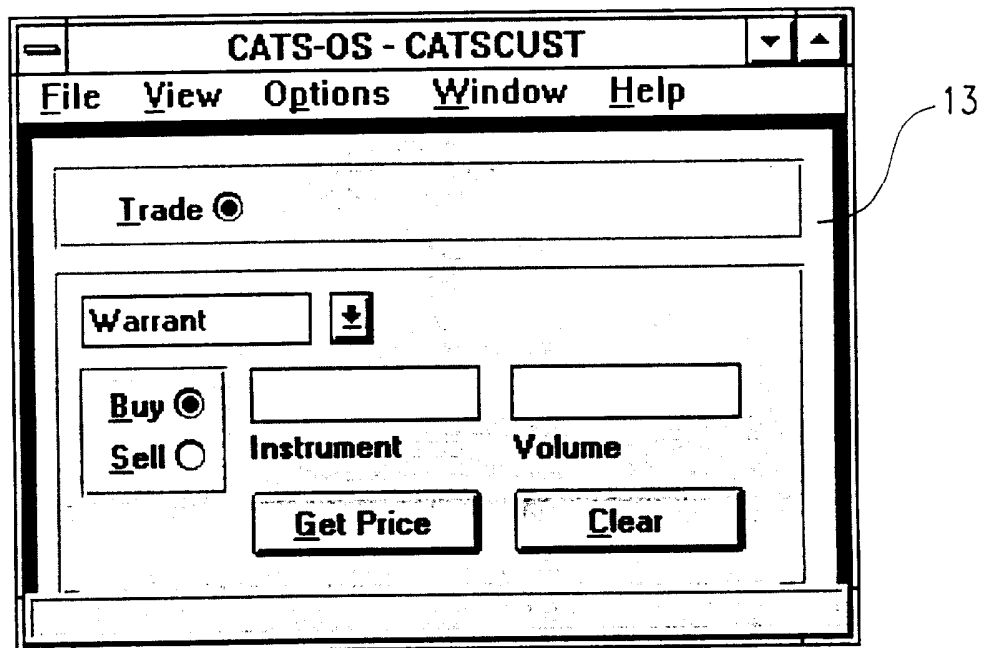 CATS-OS - CATSCUST
File View Options Window Help
13
Trade
Warrant
Buy
Sell
Instrument Volume
Get Price Clear